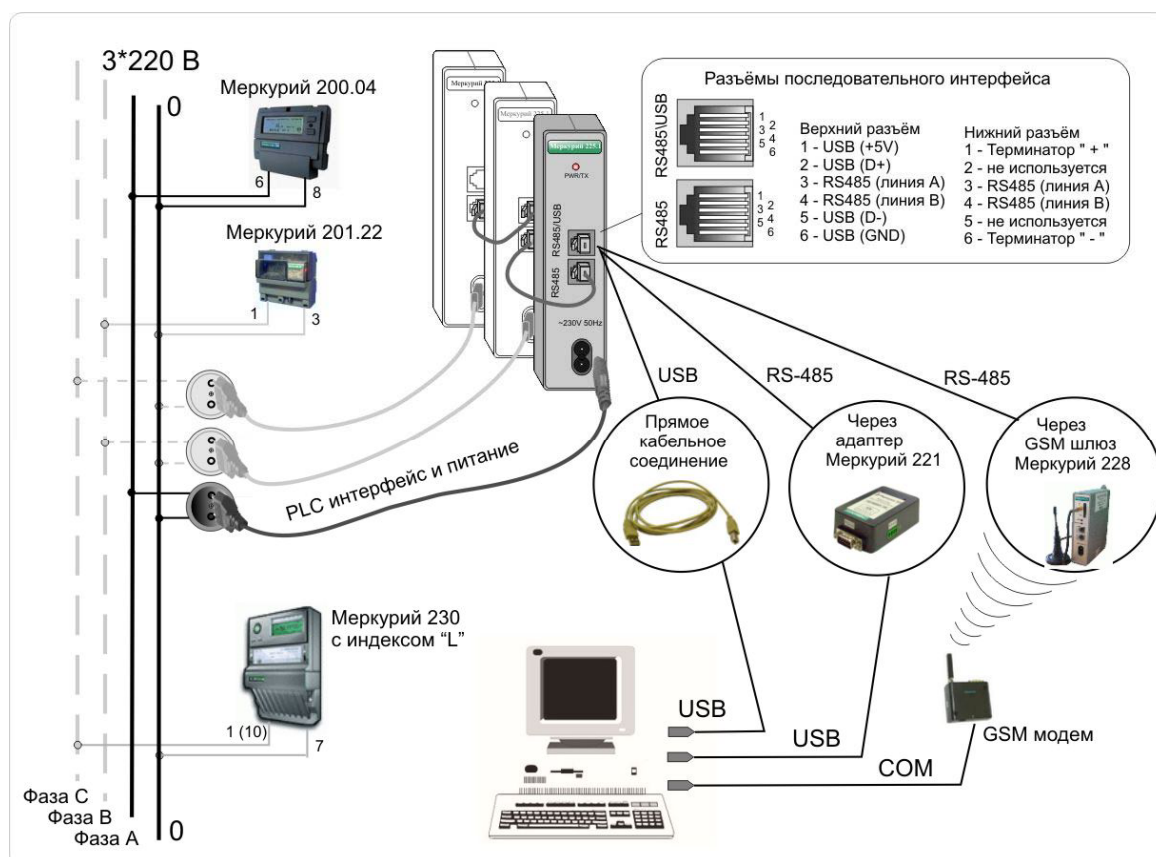 3*220 В
0
Меркурий 200.04
6
8
Меркурий 201.22
1
3
Меркурий 225.1
PWR/TX
RS485/USB
RS485
~230V 50Hz
Разъёмы последовательного интерфейса
RS485\USB
1
2
3
4
5
6
RS485
1
2
3
4
5
6
Верхний разъём
1 - USB (+5V)
2 - USB (D+)
3 - RS485 (линия A)
4 - RS485 (линия B)
5 - USB (D-)
6 - USB (GND)
Нижний разъём
1 - Терминатор " + "
2 - не используется
3 - RS485 (линия A)
4 - RS485 (линия B)
5 - не используется
6 - Терминатор " - "
USB
RS-485
RS-485
Прямое
кабельное
соединение
Через
адаптер
Меркурий 221
Через
GSM шлюз
Меркурий 228
PLC интерфейс и питание
Меркурий 230
с индексом “L”
1 (10)
7
USB
USB
COM
GSM модем
Фаза С
Фаза В
Фаза А
0